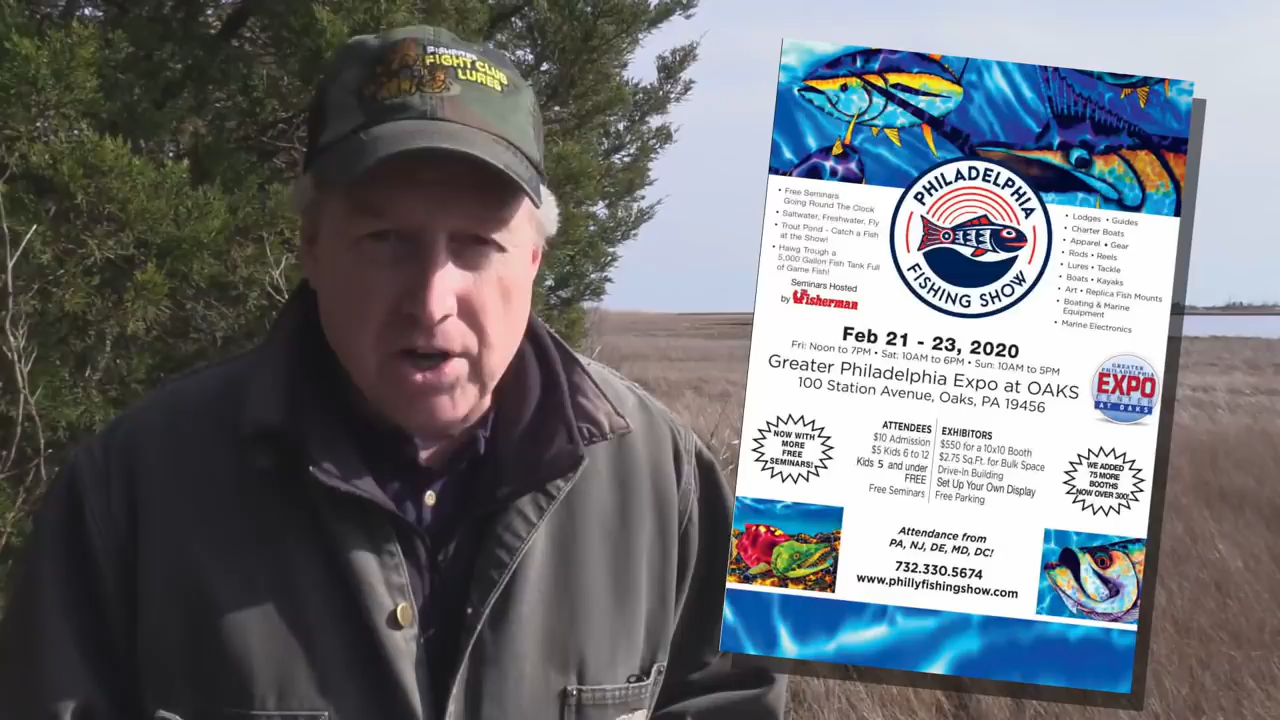 FIGHT CLUB
LURES
PHILADELPHIA
FISHING SHOW
• Free Seminars
Going Round The Clock
• Saltwater, Freshwater, Fly
• Trout Pond - Catch a Fish
at the Show!
• Hawg Trough a
5,000 Gallon Fish Tank Full
of Game Fish!
Seminars Hosted
by The Fisherman
• Lodges • Guides
• Charter Boats
• Apparel • Gear
• Rods • Reels
• Lures • Tackle
• Boats • Kayaks
• Art • Replica Fish Mounts
• Boating & Marine
Equipment
• Marine Electronics
Feb 21 - 23, 2020
Fri: Noon to 7PM • Sat: 10AM to 6PM • Sun: 10AM to 5PM
Greater Philadelphia Expo at OAKS
100 Station Avenue, Oaks, PA 19456
GREATER
PHILADELPHIA
EXPO
CENTER
AT OAKS
NOW WITH
MORE
FREE
SEMINARS!
ATTENDEES
$10 Admission
$5 Kids 6 to 12
Kids 5 and under
FREE
Free Seminars
EXHIBITORS
$550 for a 10x10 Booth
$2.75 Sq.Ft. for Bulk Space
Drive-In Building
Set Up Your Own Display
Free Parking
WE ADDED
75 MORE
BOOTHS
NOW OVER 300!
Attendance from
PA, NJ, DE, MD, DC!
732.330.5674
www.phillyfishingshow.com